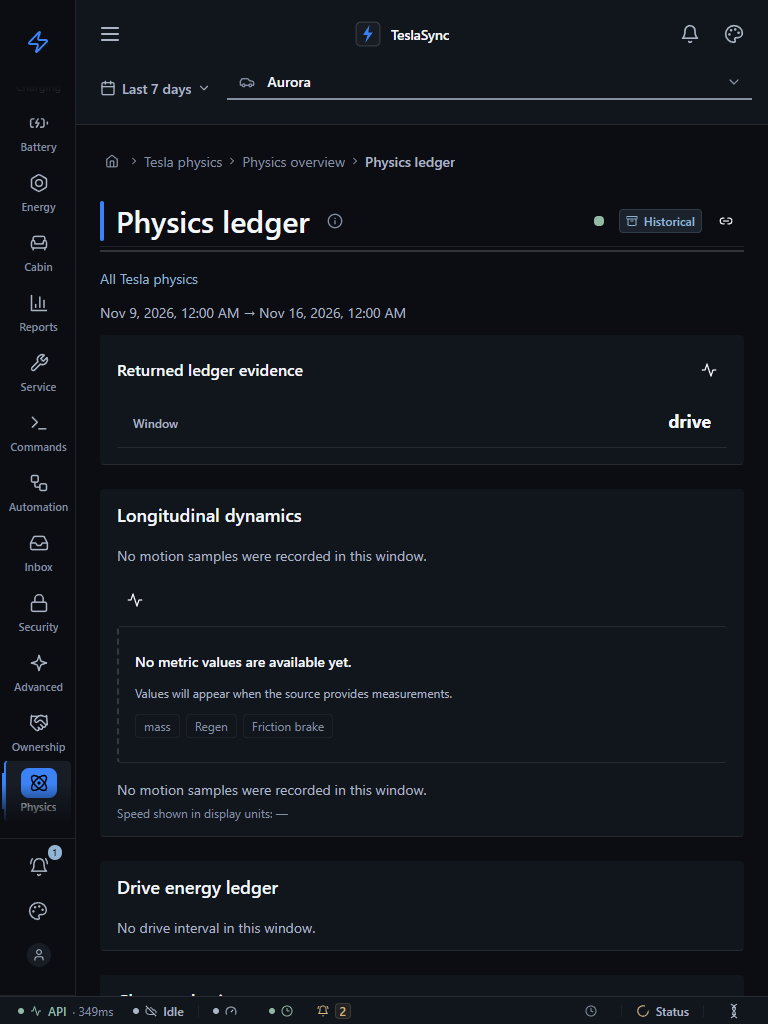 TeslaSync
Last 7 days
Aurora
Charging
Battery
Energy
Cabin
Reports
Service
Commands
Automation
Inbox
Security
Advanced
Ownership
Physics
1
Tesla physics > Physics overview > Physics ledger
Physics ledger
Historical
All Tesla physics
Nov 9, 2026, 12:00 AM → Nov 16, 2026, 12:00 AM
Returned ledger evidence
Window drive
Longitudinal dynamics
No motion samples were recorded in this window.
No metric values are available yet.
Values will appear when the source provides measurements.
mass Regen Friction brake
No motion samples were recorded in this window.
Speed shown in display units: —
Drive energy ledger
No drive interval in this window.
API · 349ms Idle 2 Status